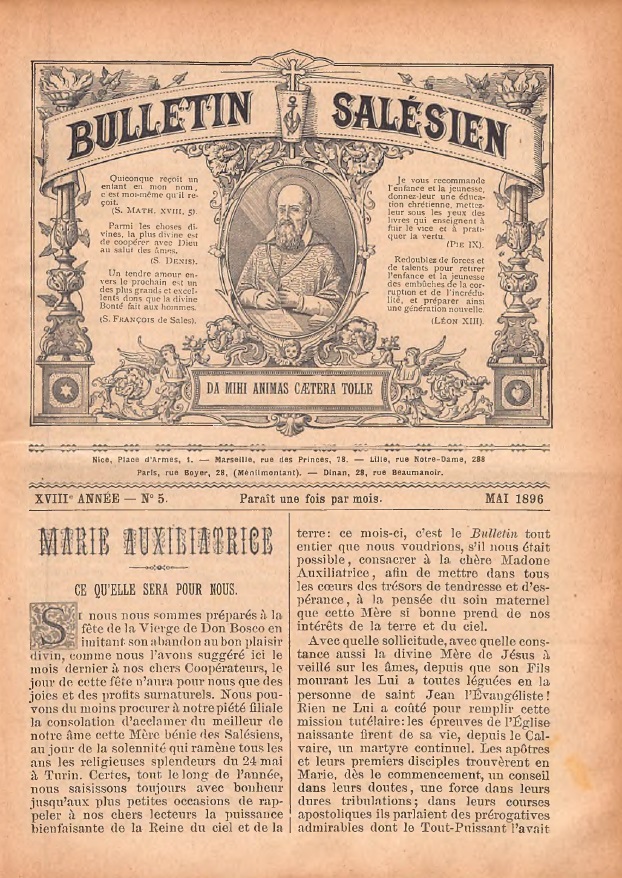 BULLETIN SALÉSIEN
Quiconque reçoit un
enfant en mon nom,
c'est moi-même qu'il re-
çoit.
(S. MATH. XVIII, 5)
Parmi les choses di-
vines, la plus divine est
de coopérer avec Dieu
au salut des âmes.
(S. DENIS).
Un tendre amour en-
vers le prochain est un
des plus grands et excel-
lents dons que la divine
Bonté fait aux hommes.
(S. FRANÇOIS de Sales).
Je vous recommande
l'enfance et la jeunesse,
donnez-leur une éduca-
tion chrétienne, mettez-
leur sous les yeux des
livres qui enseignent à
fuir le vice et à prati-
quer la vertu.
(PIE IX).
Redoublez de forces et
de talents pour retirer
l'enfance et la jeunesse
des embûches de la cor-
ruption et de l'incrédu-
lité, et préparer ainsi
une génération nouvelle.
(LÉON XIII).
DA MIHI ANIMAS CÆTERA TOLLE
Nice, Place d'Armes, 1. — Marseille, rue des Princes, 78. — Lille, rue Notre-Dame, 288
Paris, rue Boyer, 28, (Ménilmontant). — Dinan, 28, rue Beaumanoir.
XVIIIe ANNÉE — N° 5. Paraît une fois par mois. MAI 1896
MARIE AUXILIATRICE
CE QU'ELLE SERA POUR NOUS.
SI nous nous sommes préparés à la
fête de la Vierge de Don Bosco en
imitant son abandon au bon plaisir
divin, comme nous l'avons suggéré ici le
mois dernier à nos chers Coopérateurs, le
jour de cette fête n'aura pour nous que des
joies et des profits surnaturels. Nous pou-
vons du moins procurer à notre piété filiale
la consolation d'acclamer du meilleur de
notre âme cette Mère bénie des Salésiens,
au jour de la solennité qui ramène tous les
ans les religieuses splendeurs du 24 mai
à Turin. Certes, tout le long de l'année,
nous saisissons toujours avec bonheur
jusqu'aux plus petites occasions de rap-
peler à nos chers lecteurs la puissance
bienfaisante de la Reine du ciel et de la
terre: ce mois-ci, c'est le Bulletin tout
entier que nous voudrions, s'il nous était
possible, consacrer à la chère Madone
Auxiliatrice, afin de mettre dans tous
les cœurs des trésors de tendresse et d'es-
pérance, à la pensée du soin maternel
que cette Mère si bonne prend de nos
intérêts de la terre et du ciel.
Avec quelle sollicitude, avec quelle cons-
tance aussi la divine Mère de Jésus a
veillé sur les âmes, depuis que son Fils
mourant les Lui a toutes léguées en la
personne de saint Jean l'Évangéliste!
Rien ne Lui a coûté pour remplir cette
mission tutélaire: les épreuves de l'Église
naissante firent de sa vie, depuis le Cal-
vaire, un martyre continuel. Les apôtres
et leurs premiers disciples trouvèrent en
Marie, dès le commencement, un conseil
dans leurs doutes, une force dans leurs
dures tribulations; dans leurs courses
apostoliques ils parlaient des prérogatives
admirables dont le Tout-Puissant l'avait